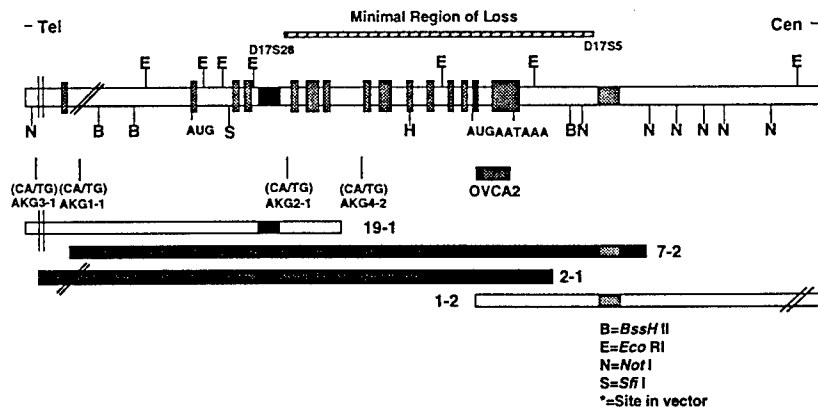 Minimal Region of Loss
– Tel
Cen –
D17S28
D17S5
E E E E E E E
N B B AUG S H AUG AATAAA B N N N N N N
(CA/TG) (CA/TG) (CA/TG) (CA/TG) OVCA2
AKG3-1 AKG1-1 AKG2-1 AKG4-2
19-1
7-2
2-1
1-2
B=BssH II
E=Eco RI
N=Not I
S=Sfi I
*=Site in vector